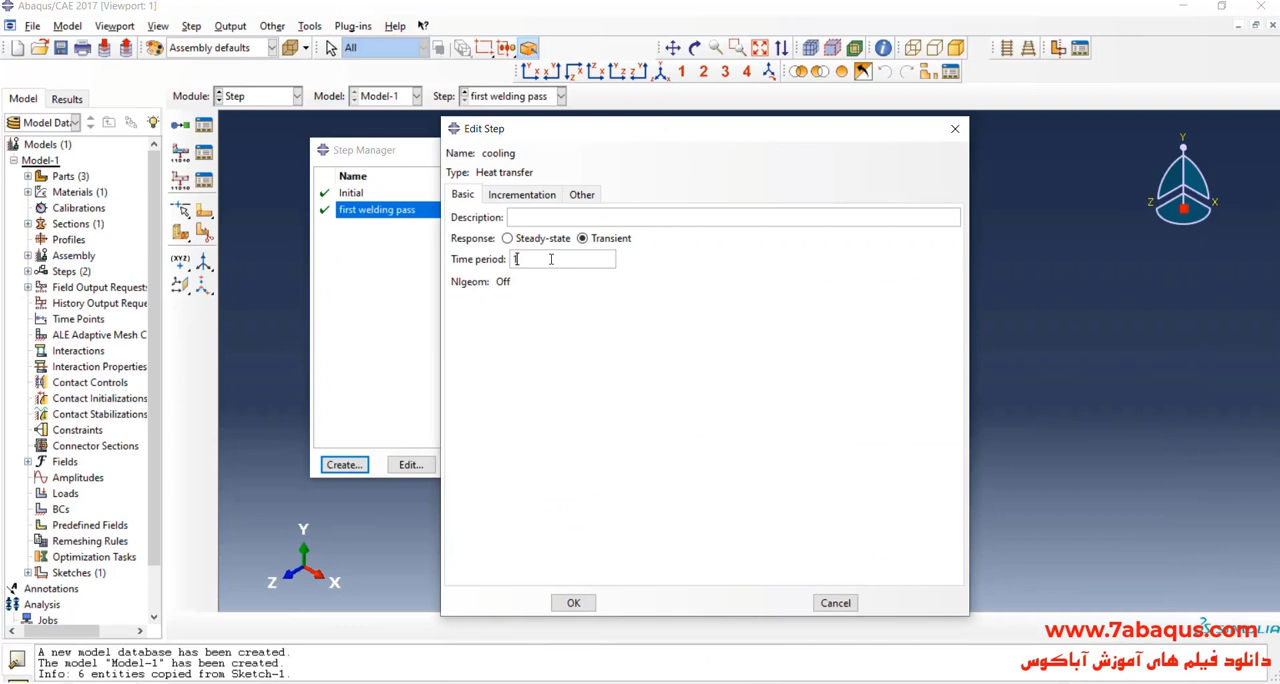 Abaqus/CAE 2017 [Viewport: 1]
File Model Viewport View Step Output Other Tools Plug-ins Help
Assembly defaults All
1 2 3 4
Model Results Module: Step Model: Model-1 Step: first welding pass
Model Data
Models (1)
Model-1
Parts (3)
Materials (1)
Calibrations
Sections (1)
Profiles
Assembly
Steps (2)
Field Output Requests
History Output Reque
Time Points
ALE Adaptive Mesh C
Interactions
Interaction Properties
Contact Controls
Contact Initializations
Contact Stabilizations
Constraints
Connector Sections
Fields
Amplitudes
Loads
BCs
Predefined Fields
Remeshing Rules
Optimization Tasks
Sketches (1)
Annotations
Analysis
Jobs
Step Manager
Name
Initial
first welding pass
Create... Edit...
Edit Step
Name: cooling
Type: Heat transfer
Basic Incrementation Other
Description:
Response: Steady-state Transient
Time period:
Nlgeom: Off
OK Cancel
Y
Z X
Y
Z X
www.7abaqus.com
دانلود فیلم های آموزش آباکوس
A new model database has been created.
The model "Model-1" has been created.
Info: 6 entities copied from Sketch-1.